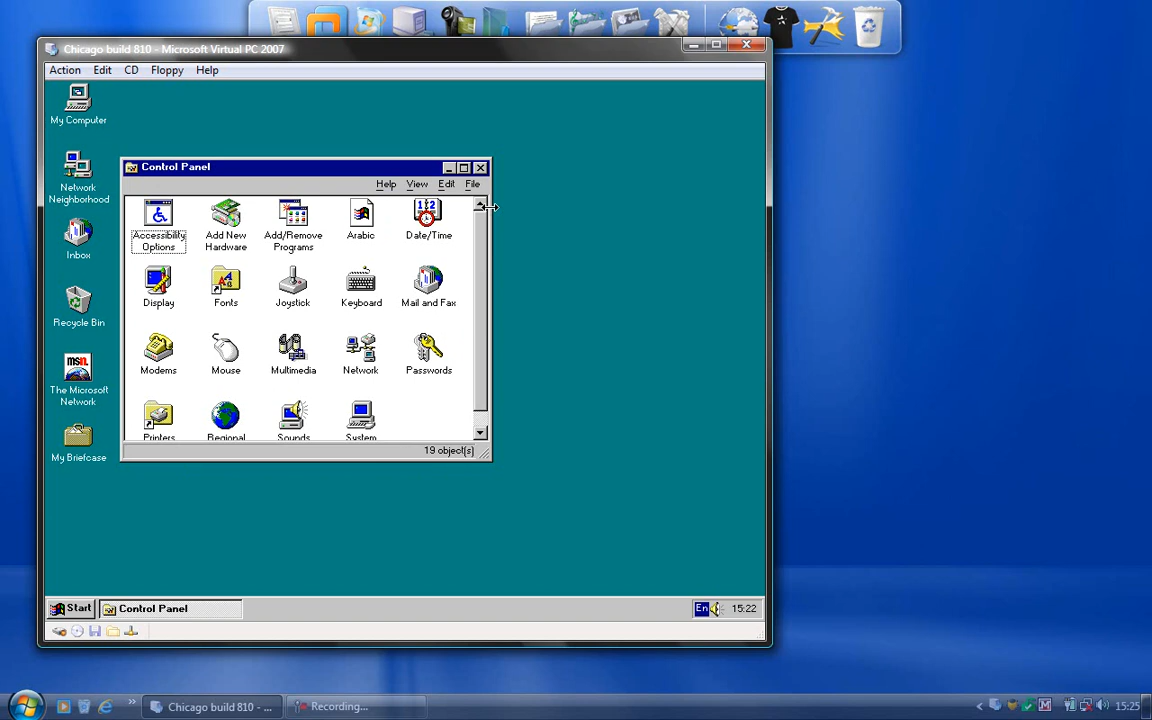 Chicago build 810 - Microsoft Virtual PC 2007
Action Edit CD Floppy Help
My Computer
Network
Neighborhood
Inbox
Recycle Bin
msn.
The Microsoft
Network
My Briefcase
Control Panel
Help View Edit File
Accessibility
Options
Add New
Hardware
Add/Remove
Programs
Arabic
12
Date/Time
Display
Fonts
Joystick
Keyboard
Mail and Fax
Modems
Mouse
Multimedia
Network
Passwords
Printers
Regional
Sounds
System
19 object(s)
Start Control Panel En 15:22
Chicago build 810 - ... Recording... 15:25